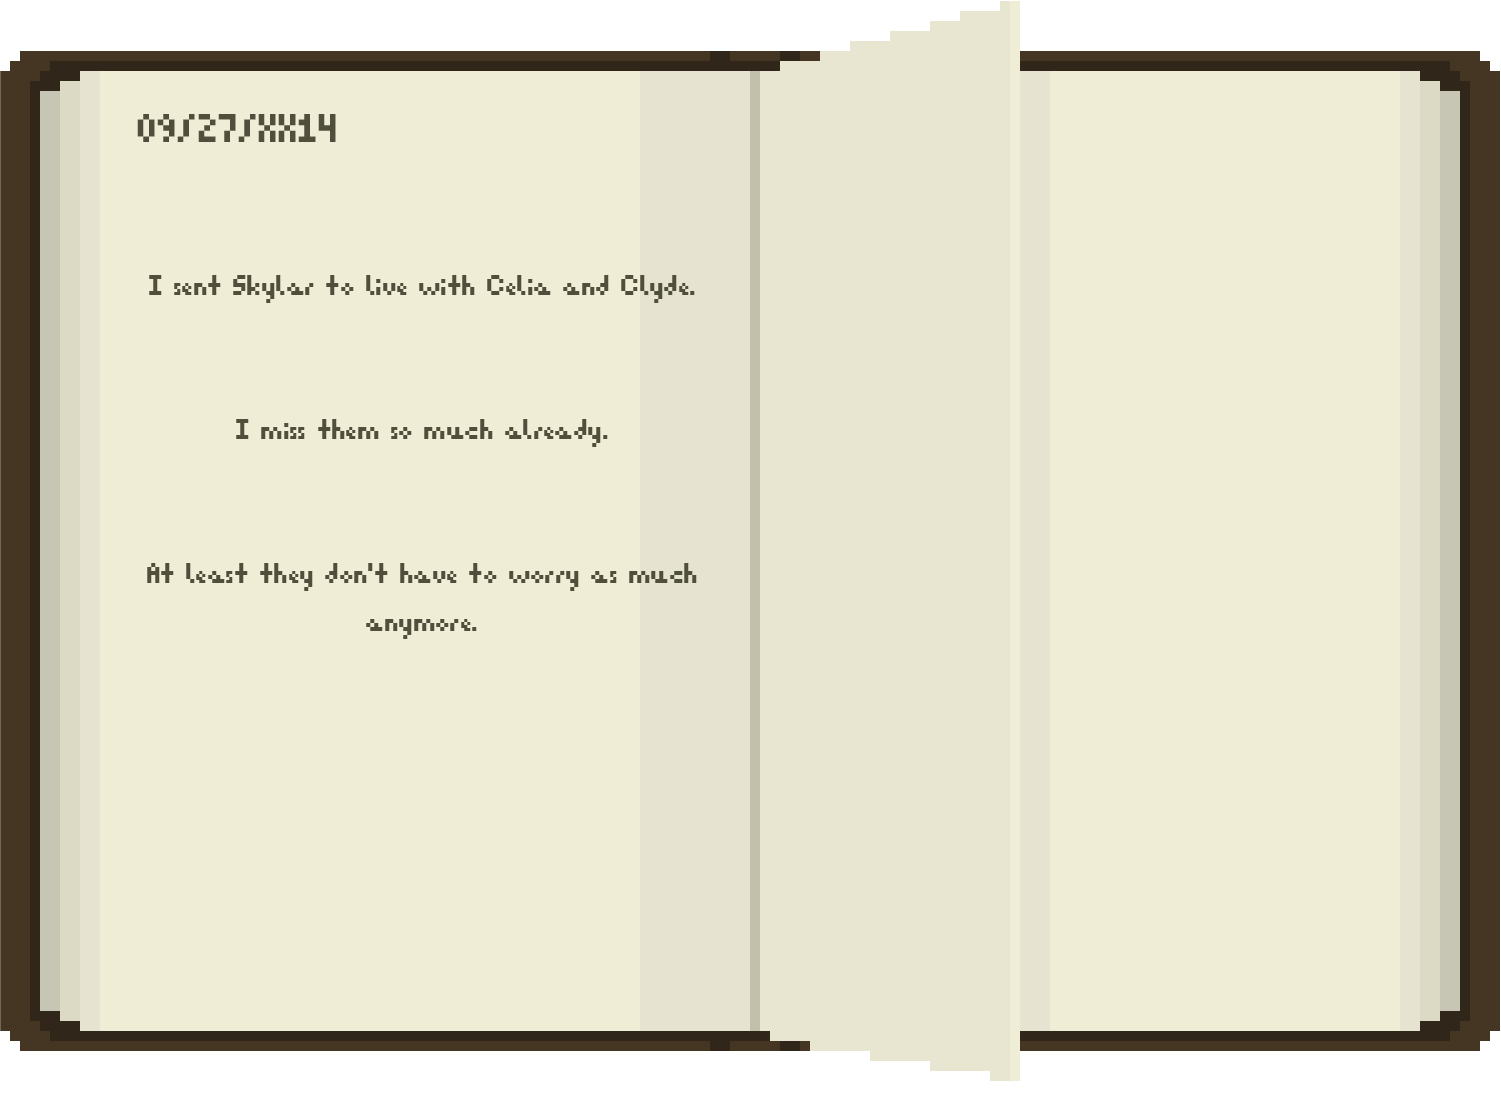 09/27/XX14
I sent Skylar to live with Celia and Clyde.
I miss them so much already.
At least they don't have to worry as much
anymore.